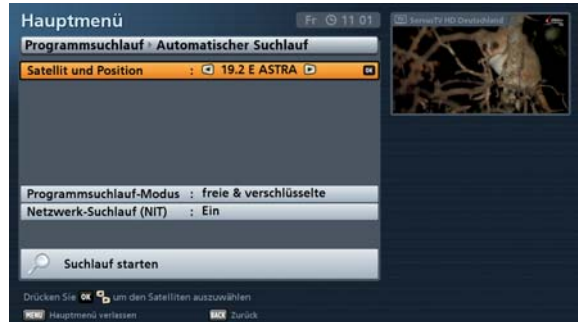 Hauptmenü
Fr 11 01
ServusTV HD Deutschland
Programmsuchlauf Automatischer Suchlauf
Satellit und Position : 19.2 E ASTRA OK
Programmsuchlauf-Modus : freie & verschlüsselte
Netzwerk-Suchlauf (NIT) : Ein
Suchlauf starten
Drücken Sie OK um den Satelliten auszuwählen
MENU Hauptmenü verlassen BACK Zurück